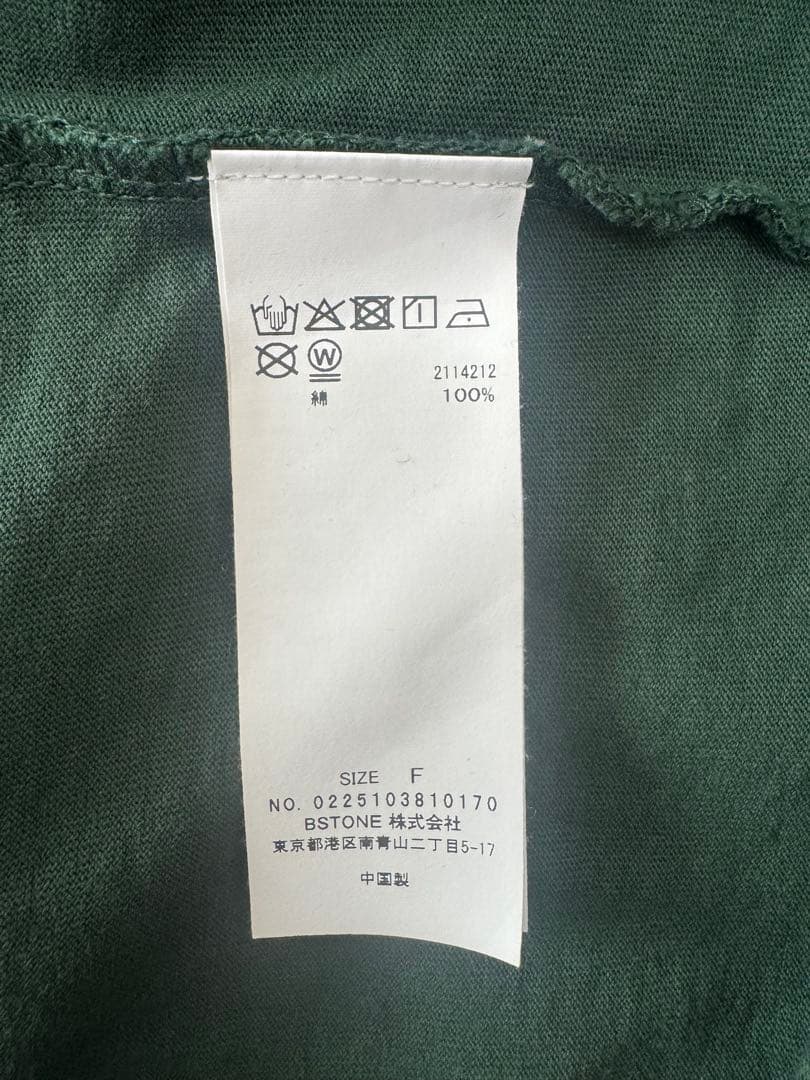 W
2114212
綿 100%
SIZE F
NO. 0225103810170
BSTONE 株式会社
東京都港区南青山二丁目5-17
中国製